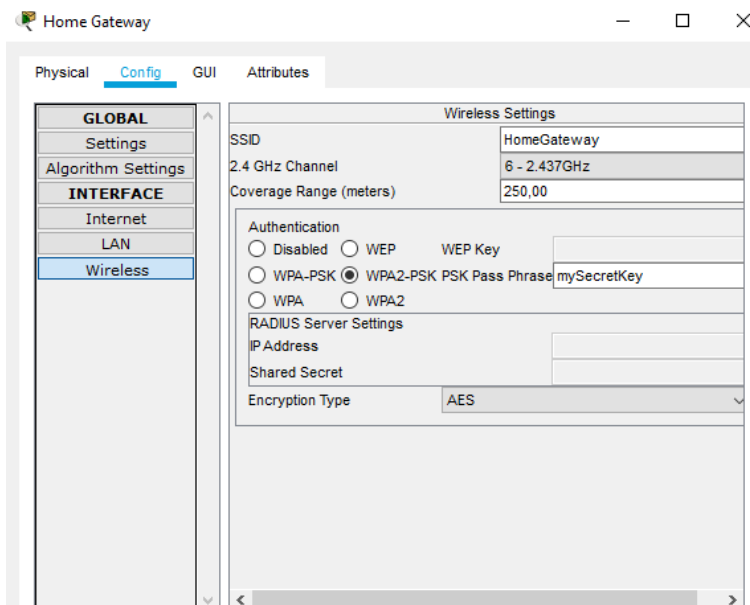 Home Gateway
Physical Config GUI Attributes
GLOBAL
Settings
Algorithm Settings
INTERFACE
Internet
LAN
Wireless
Wireless Settings
SSID HomeGateway
2.4 GHz Channel 6 - 2.437GHz
Coverage Range (meters) 250,00
Authentication
Disabled WEP WEP Key
WPA-PSK WPA2-PSK PSK Pass Phrase mySecretKey
WPA WPA2
RADIUS Server Settings
IP Address
Shared Secret
Encryption Type AES